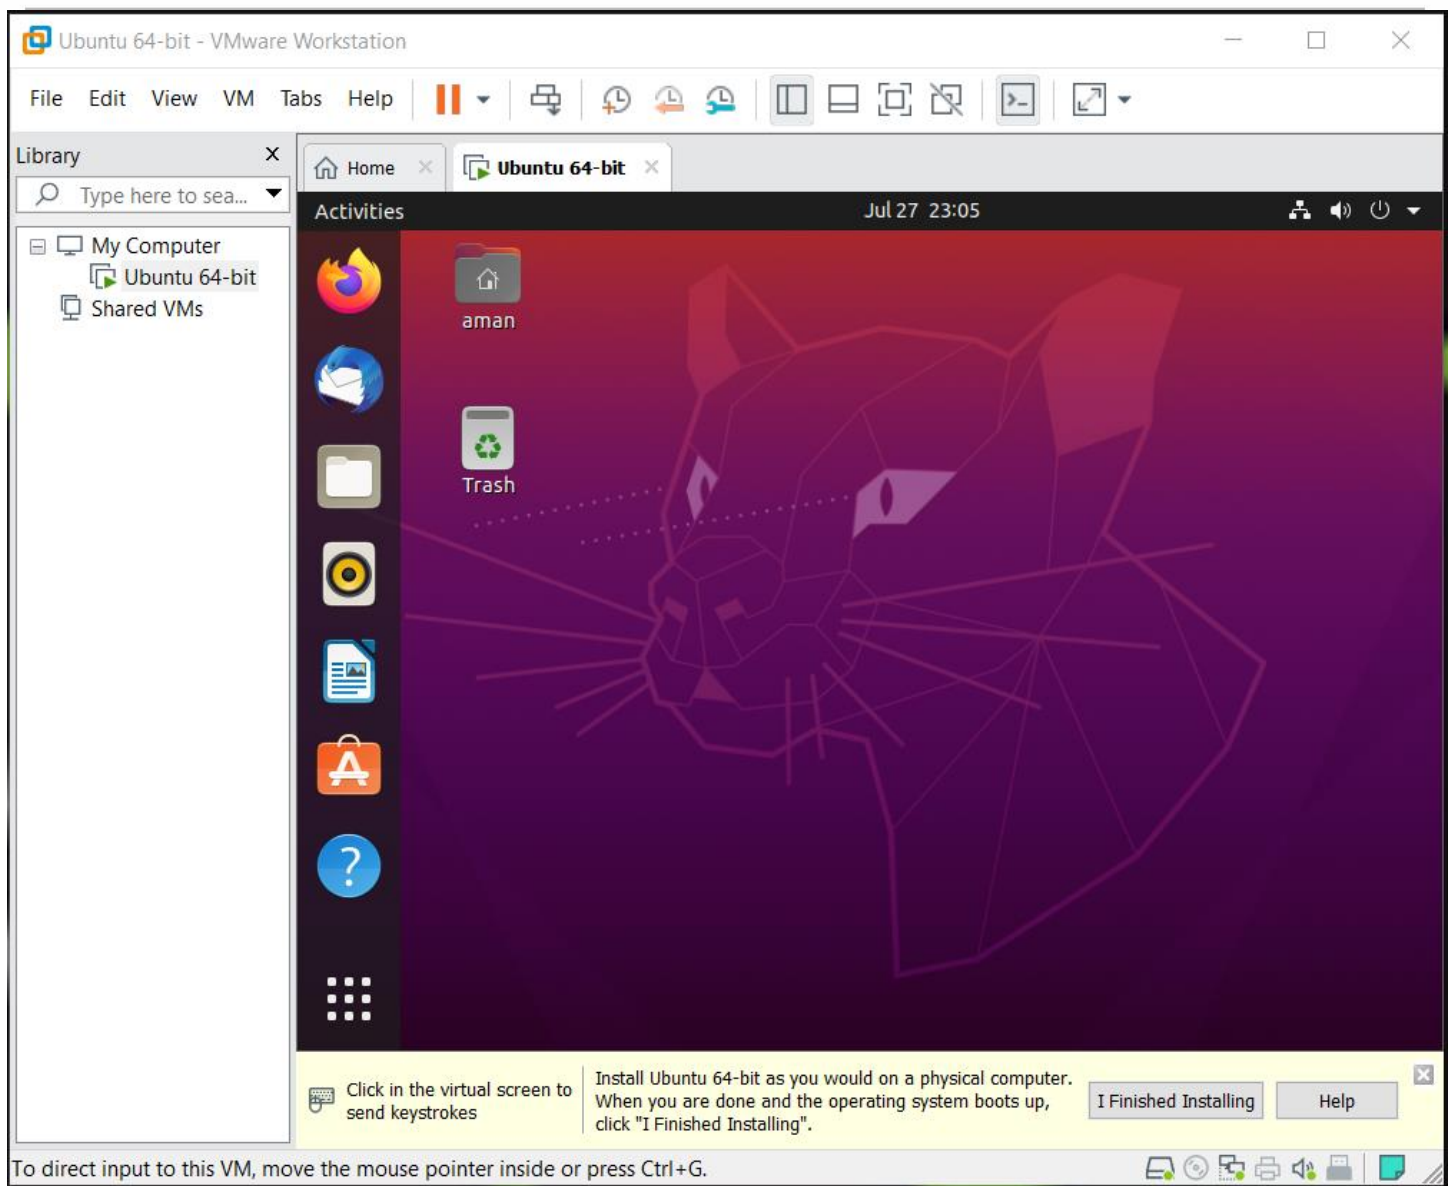 Ubuntu 64-bit - VMware Workstation
File Edit View VM Tabs Help
Library
Home
Ubuntu 64-bit
Type here to sea...
Activities
Jul 27 23:05
My Computer
Ubuntu 64-bit
Shared VMs
aman
Trash
Click in the virtual screen to
send keystrokes
Install Ubuntu 64-bit as you would on a physical computer.
When you are done and the operating system boots up,
click "I Finished Installing".
I Finished Installing
Help
To direct input to this VM, move the mouse pointer inside or press Ctrl+G.